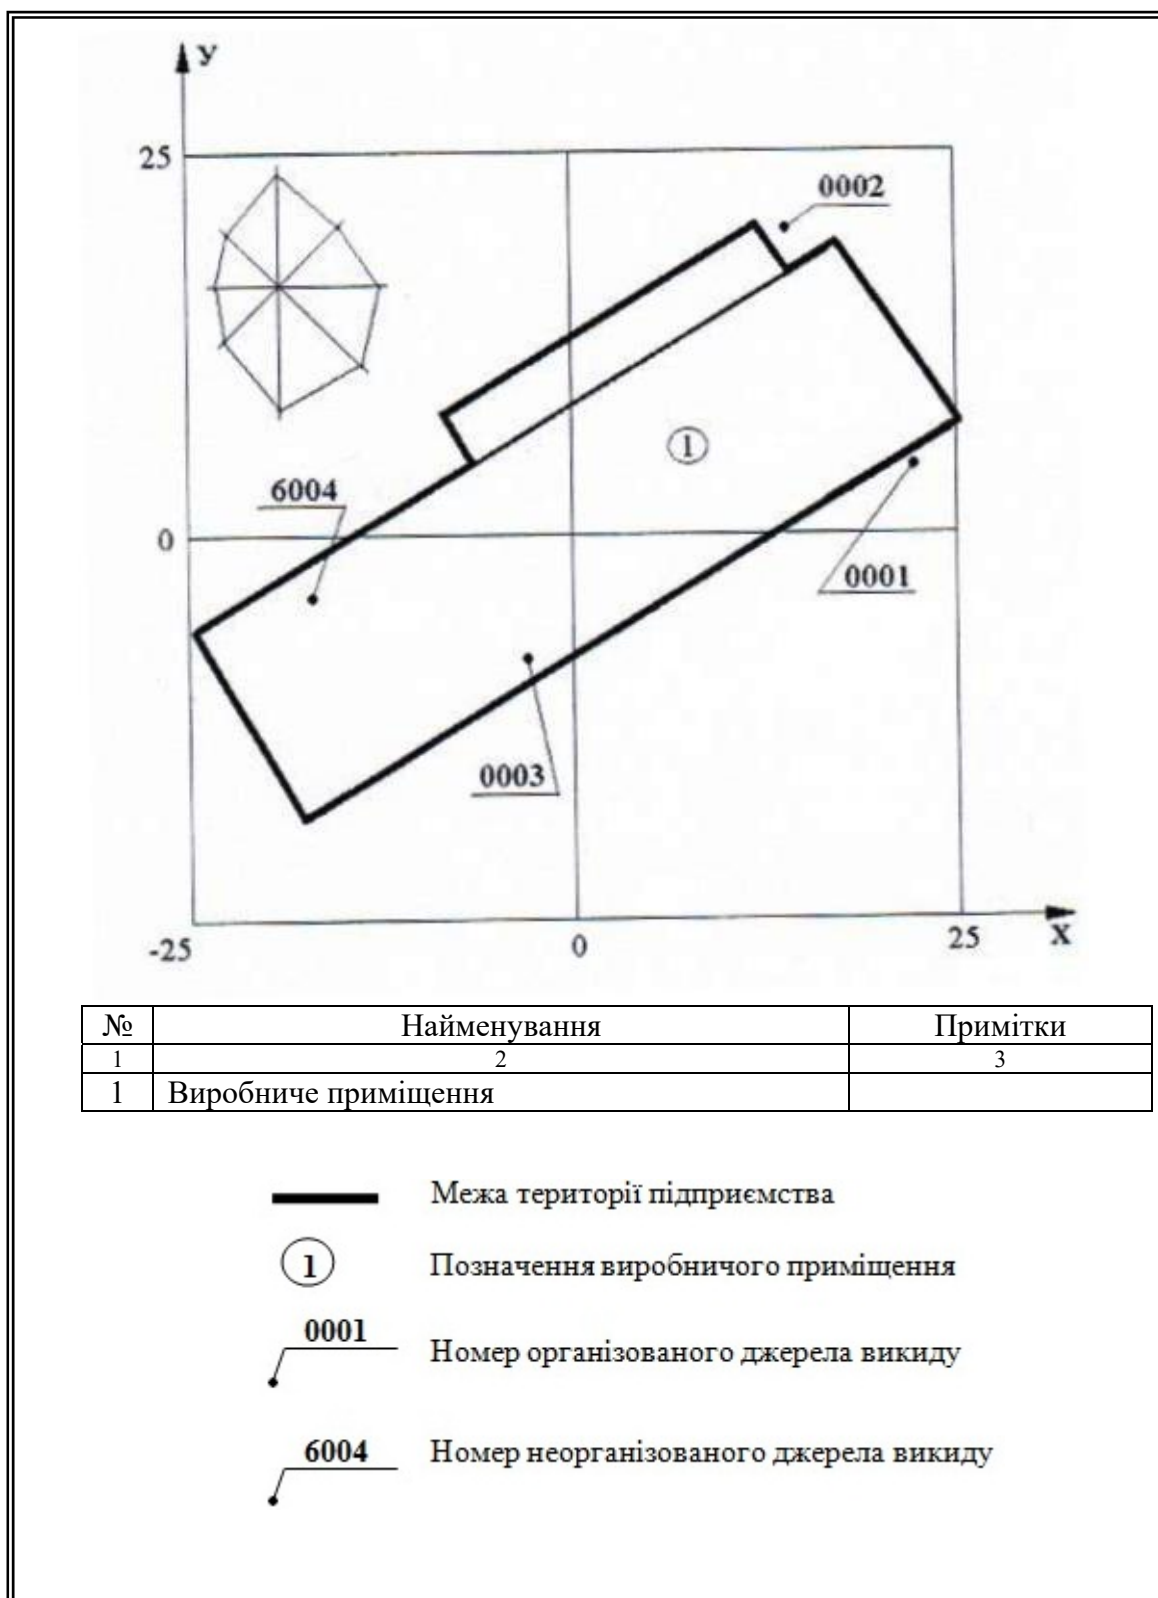 У
25
0002
1
6004
0
0001
0003
-25
0
25
X
№ Найменування Примітки
1 2 3
1 Виробниче приміщення
Межа території підприємства
1 Позначення виробничого приміщення
0001
Номер організованого джерела викиду
6004
Номер неорганізованого джерела викиду